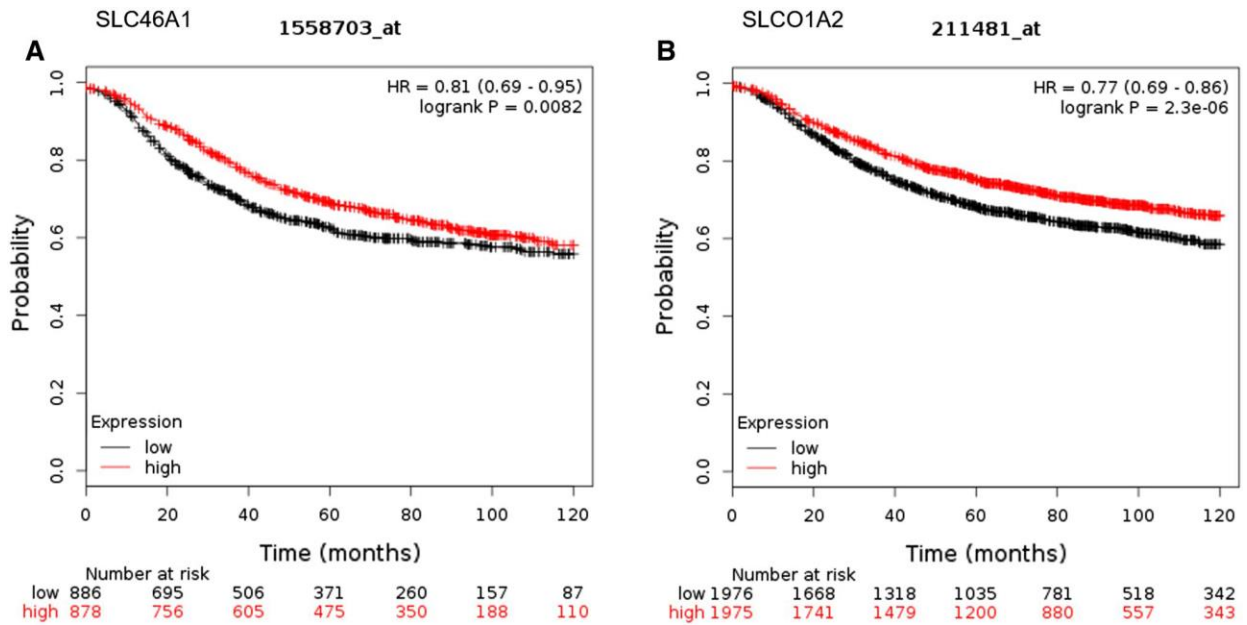 SLC46A1
1558703_at
A
HR = 0.81 (0.69 - 0.95)
logrank P = 0.0082
1.0
0.8
0.6
0.4
0.2
0.0
Probability
Expression
low
high
0 20 40 60 80 100 120
Time (months)
Number at risk
low 886 695 506 371 260 157 87
high 878 756 605 475 350 188 110
SLCO1A2
211481_at
B
HR = 0.77 (0.69 - 0.86)
logrank P = 2.3e-06
1.0
0.8
0.6
0.4
0.2
0.0
Probability
Expression
low
high
0 20 40 60 80 100 120
Time (months)
Number at risk
low 1976 1668 1318 1035 781 518 342
high 1975 1741 1479 1200 880 557 343